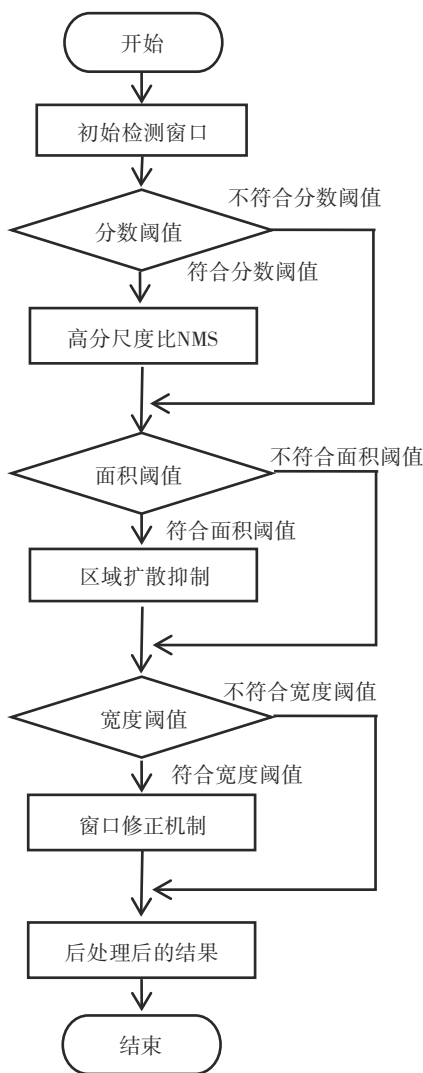 开始
初始检测窗口
不符合分数阈值
分数阈值
符合分数阈值
高分尺度比NMS
不符合面积阈值
面积阈值
符合面积阈值
区域扩散抑制
不符合宽度阈值
宽度阈值
符合宽度阈值
窗口修正机制
后处理后的结果
结束